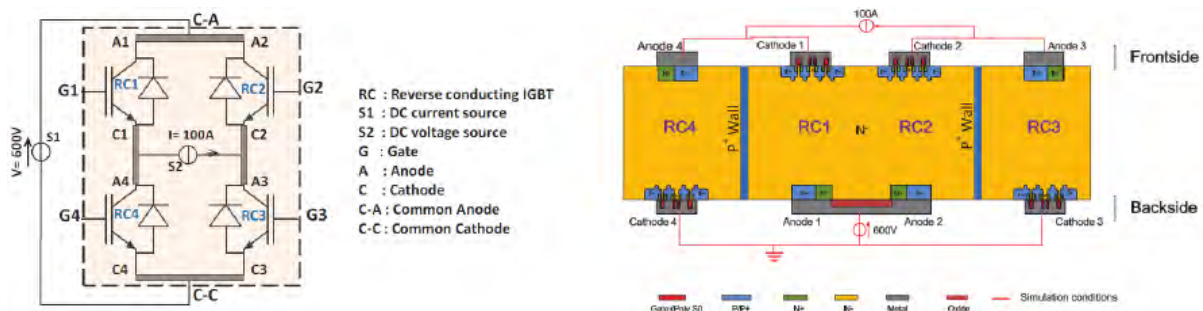 C-A
A1 A2
RC1 RC2
G1 G2
C1 I= 100A C2
V= 600V S1
S2
A4 A3
G4 RC4 RC3 G3
C4 C3
C-C
RC : Reverse conducting IGBT
S1 : DC current source
S2 : DC voltage source
G : Gate
A : Anode
C : Cathode
C-A : Common Anode
C-C : Common Cathode
100A
Anode 4 Cathode 1 Cathode 2 Anode 3
Frontside
RC4 P+ Wall RC1 N- RC2 P+ Wall RC3
Backside
Cathode 4 Anode 1 Anode 2 Cathode 3
600V
P/P+ N+ N- Metal Oxide Simulation conditions